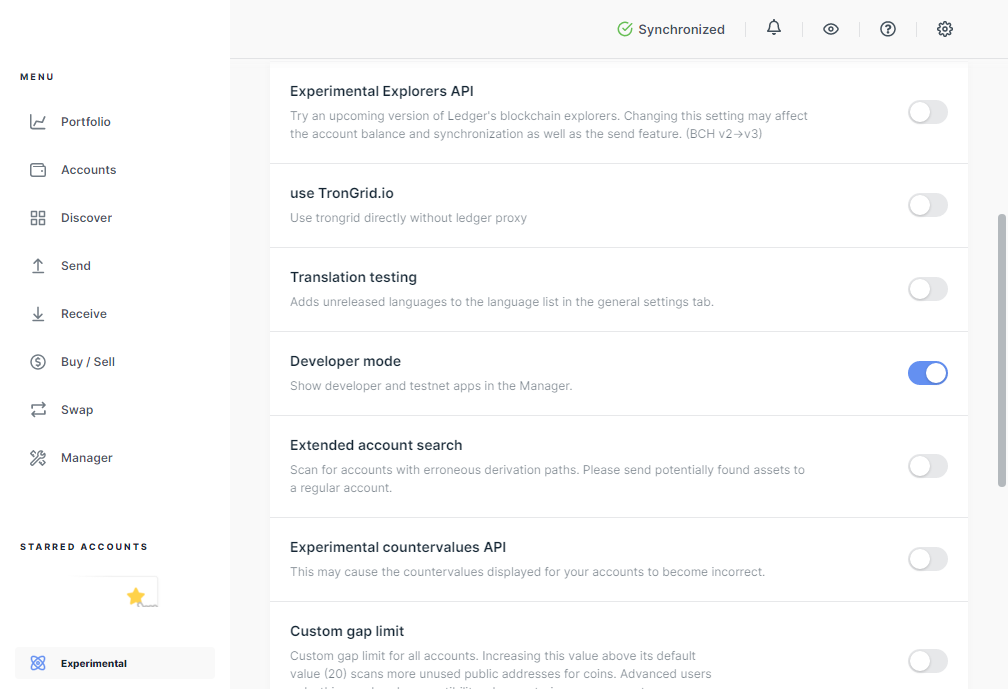 Synchronized
MENU
Portfolio
Accounts
Discover
Send
Receive
Buy / Sell
Swap
Manager
STARRED ACCOUNTS
Experimental
Experimental Explorers API
Try an upcoming version of Ledger's blockchain explorers. Changing this setting may affect
the account balance and synchronization as well as the send feature. (BCH v2->v3)
use TronGrid.io
Use trongrid directly without ledger proxy
Translation testing
Adds unreleased languages to the language list in the general settings tab.
Developer mode
Show developer and testnet apps in the Manager.
Extended account search
Scan for accounts with erroneous derivation paths. Please send potentially found assets to
a regular account.
Experimental countervalues API
This may cause the countervalues displayed for your accounts to become incorrect.
Custom gap limit
Custom gap limit for all accounts. Increasing this value above its default
value (20) scans more unused public addresses for coins. Advanced users